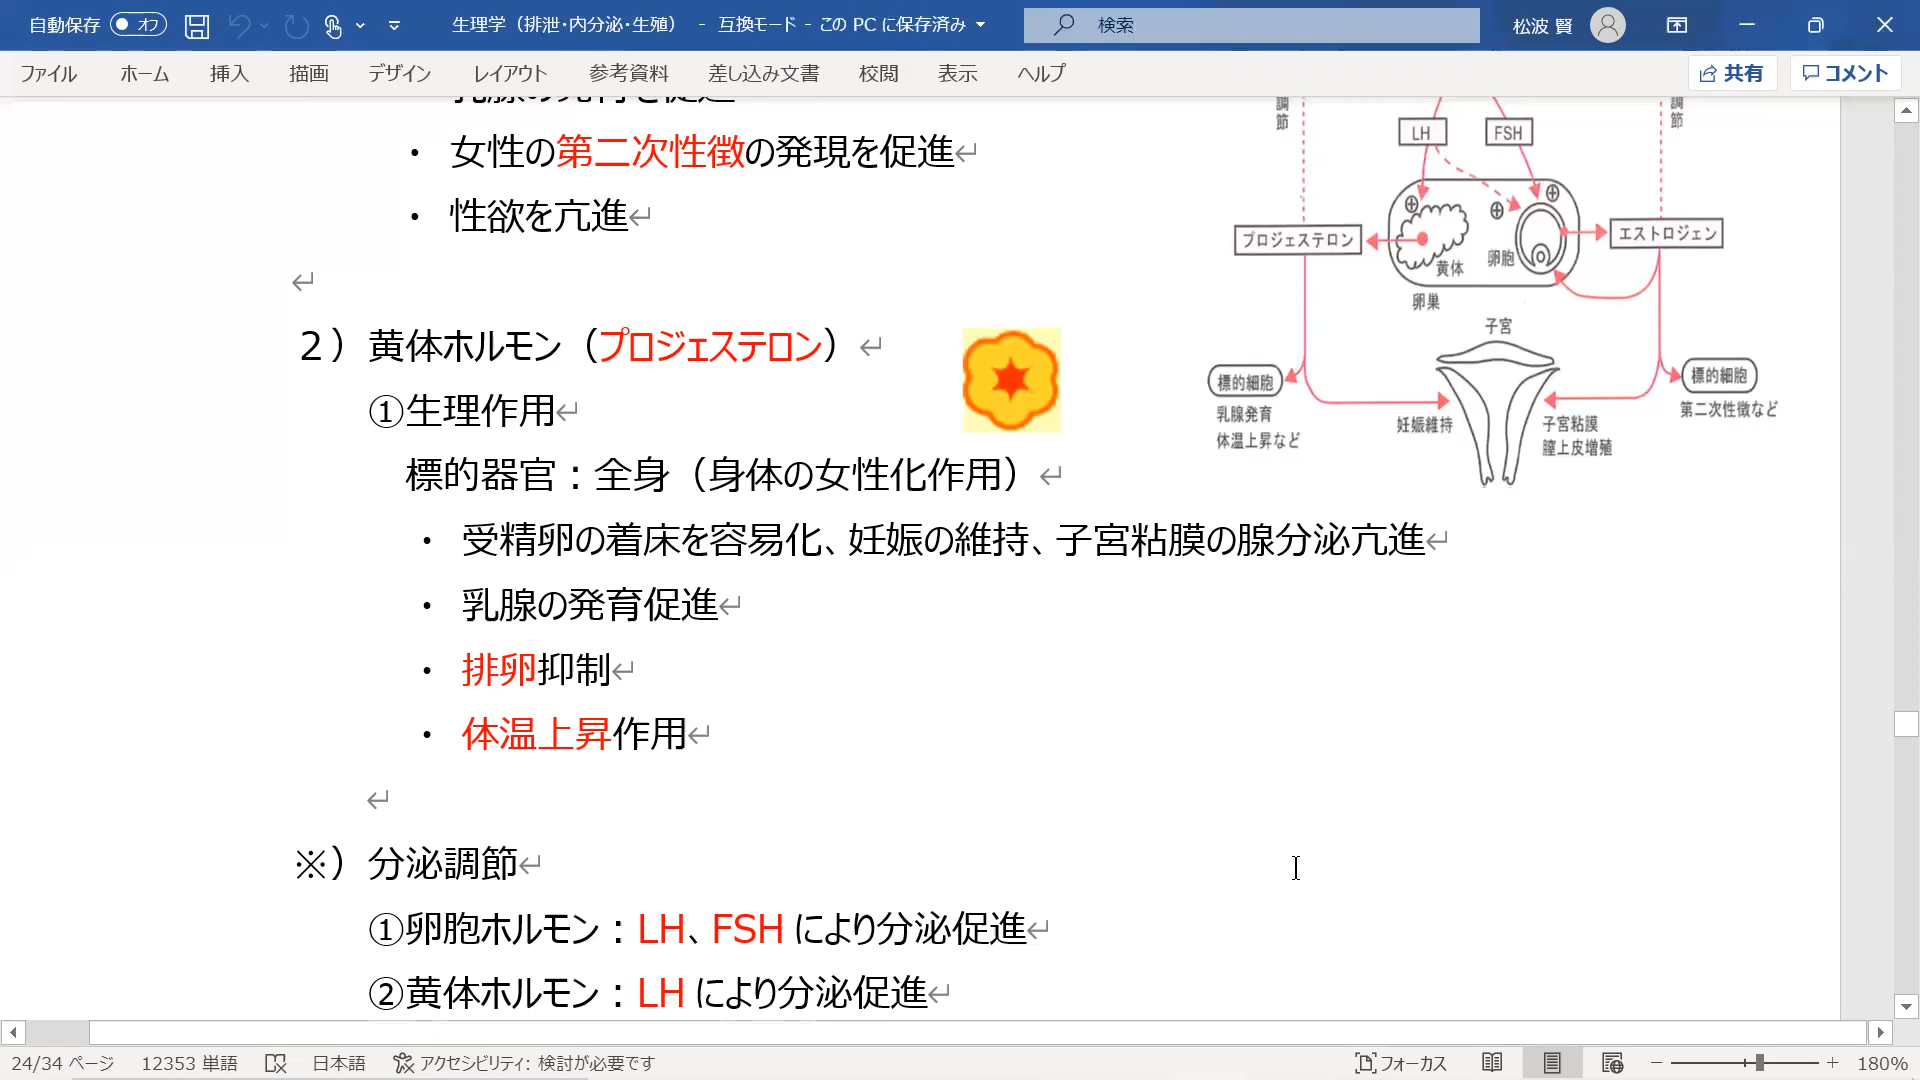 自動保存 オフ
生理学（排泄・内分泌・生殖） - 互換モード - この PC に保存済み
検索
松波 賢
ファイル ホーム 挿入 描画 デザイン レイアウト 参考資料 差し込み文書 校閲 表示 ヘルプ
共有 コメント
・ 女性の第二次性徴の発現を促進↵
・ 性欲を亢進↵
↵
２）黄体ホルモン（プロジェステロン）↵
①生理作用↵
標的器官：全身（身体の女性化作用）↵
・ 受精卵の着床を容易化、妊娠の維持、子宮粘膜の腺分泌亢進↵
・ 乳腺の発育促進↵
・ 排卵抑制↵
・ 体温上昇作用↵
↵
※）分泌調節↵
①卵胞ホルモン：LH、FSH により分泌促進↵
②黄体ホルモン：LH により分泌促進↵
調節
調節
LH
FSH
プロジェステロン
エストロジェン
黄体
卵胞
卵巣
子宮
標的細胞
乳腺発育
体温上昇など
妊娠維持
子宮粘膜
膣上皮増殖
標的細胞
第二次性徴など
24/34 ページ 12353 単語 日本語 アクセシビリティ: 検討が必要です
フォーカス 180%